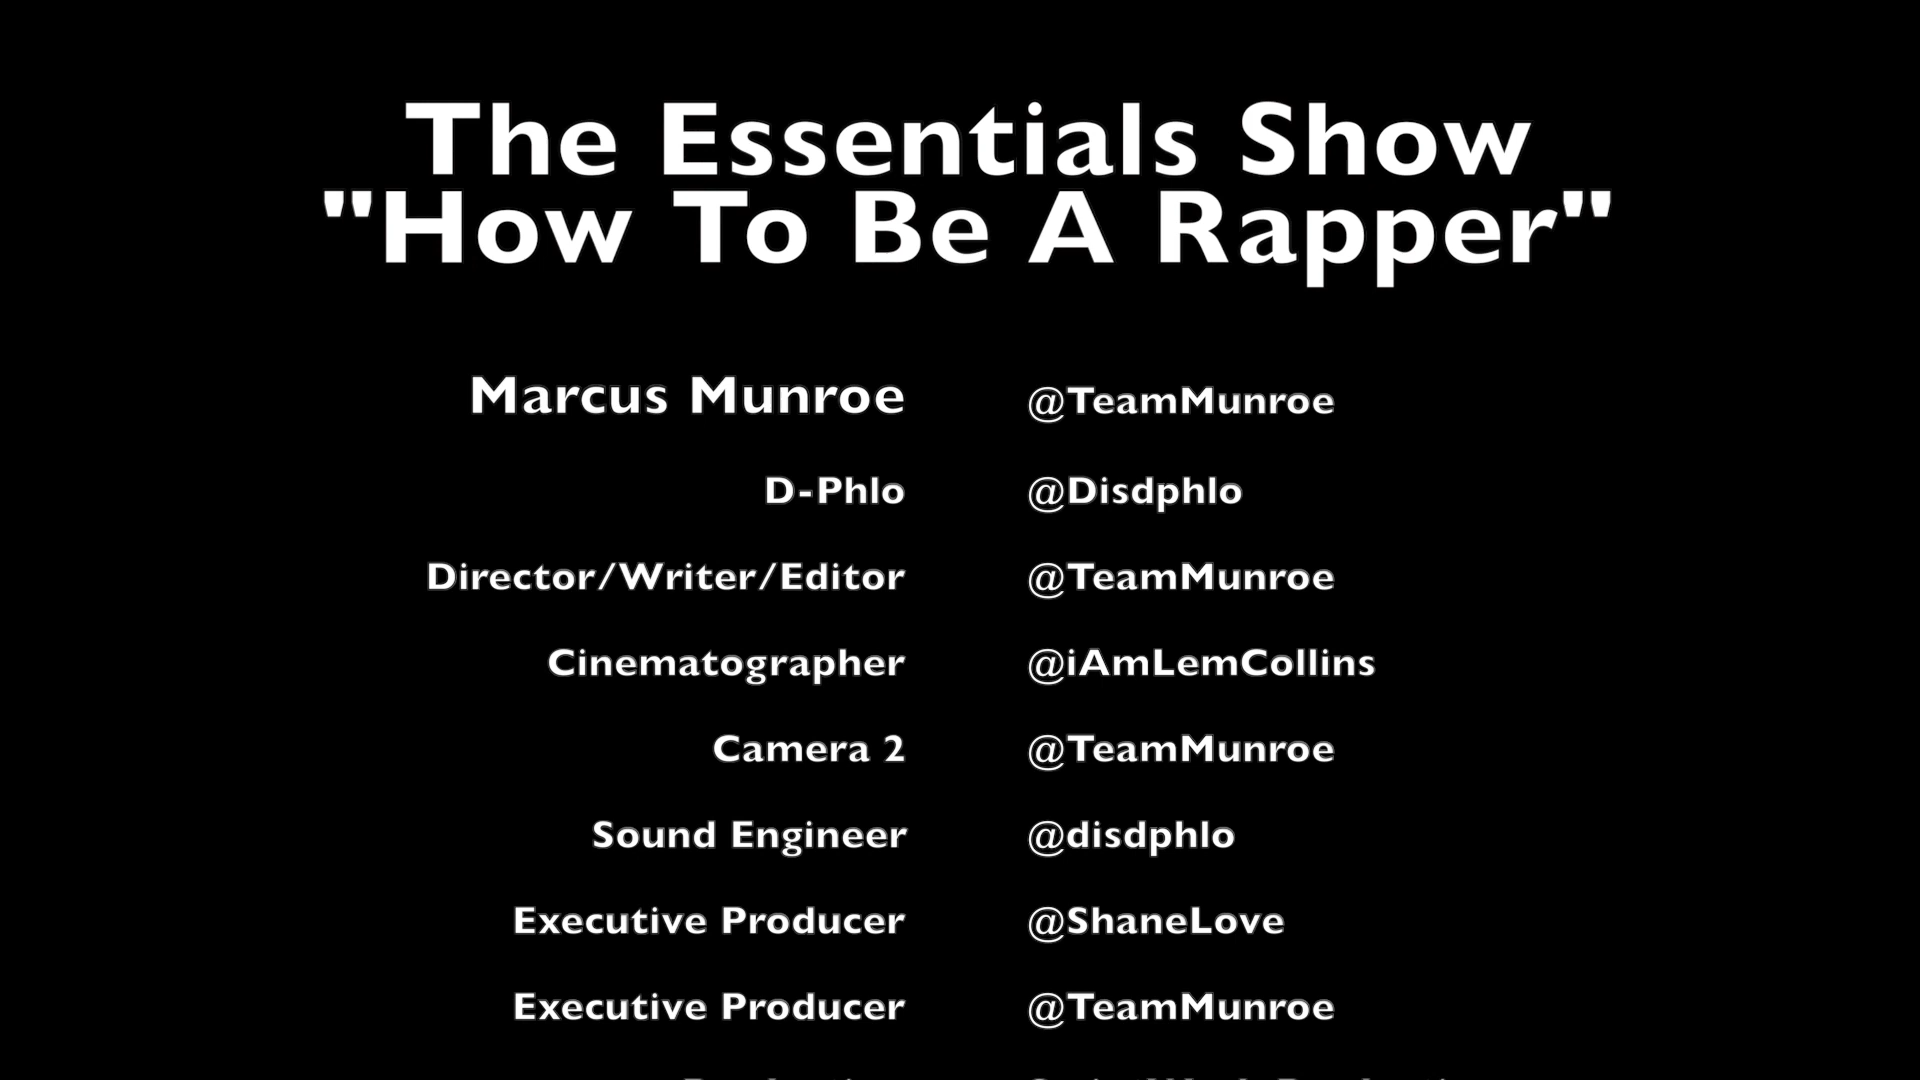 The Essentials Show
"How To Be A Rapper"
Marcus Munroe @TeamMunroe
D-Phlo @Disdphlo
Director/Writer/Editor @TeamMunroe
Cinematographer @iAmLemCollins
Camera 2 @TeamMunroe
Sound Engineer @disdphlo
Executive Producer @ShaneLove
Executive Producer @TeamMunroe